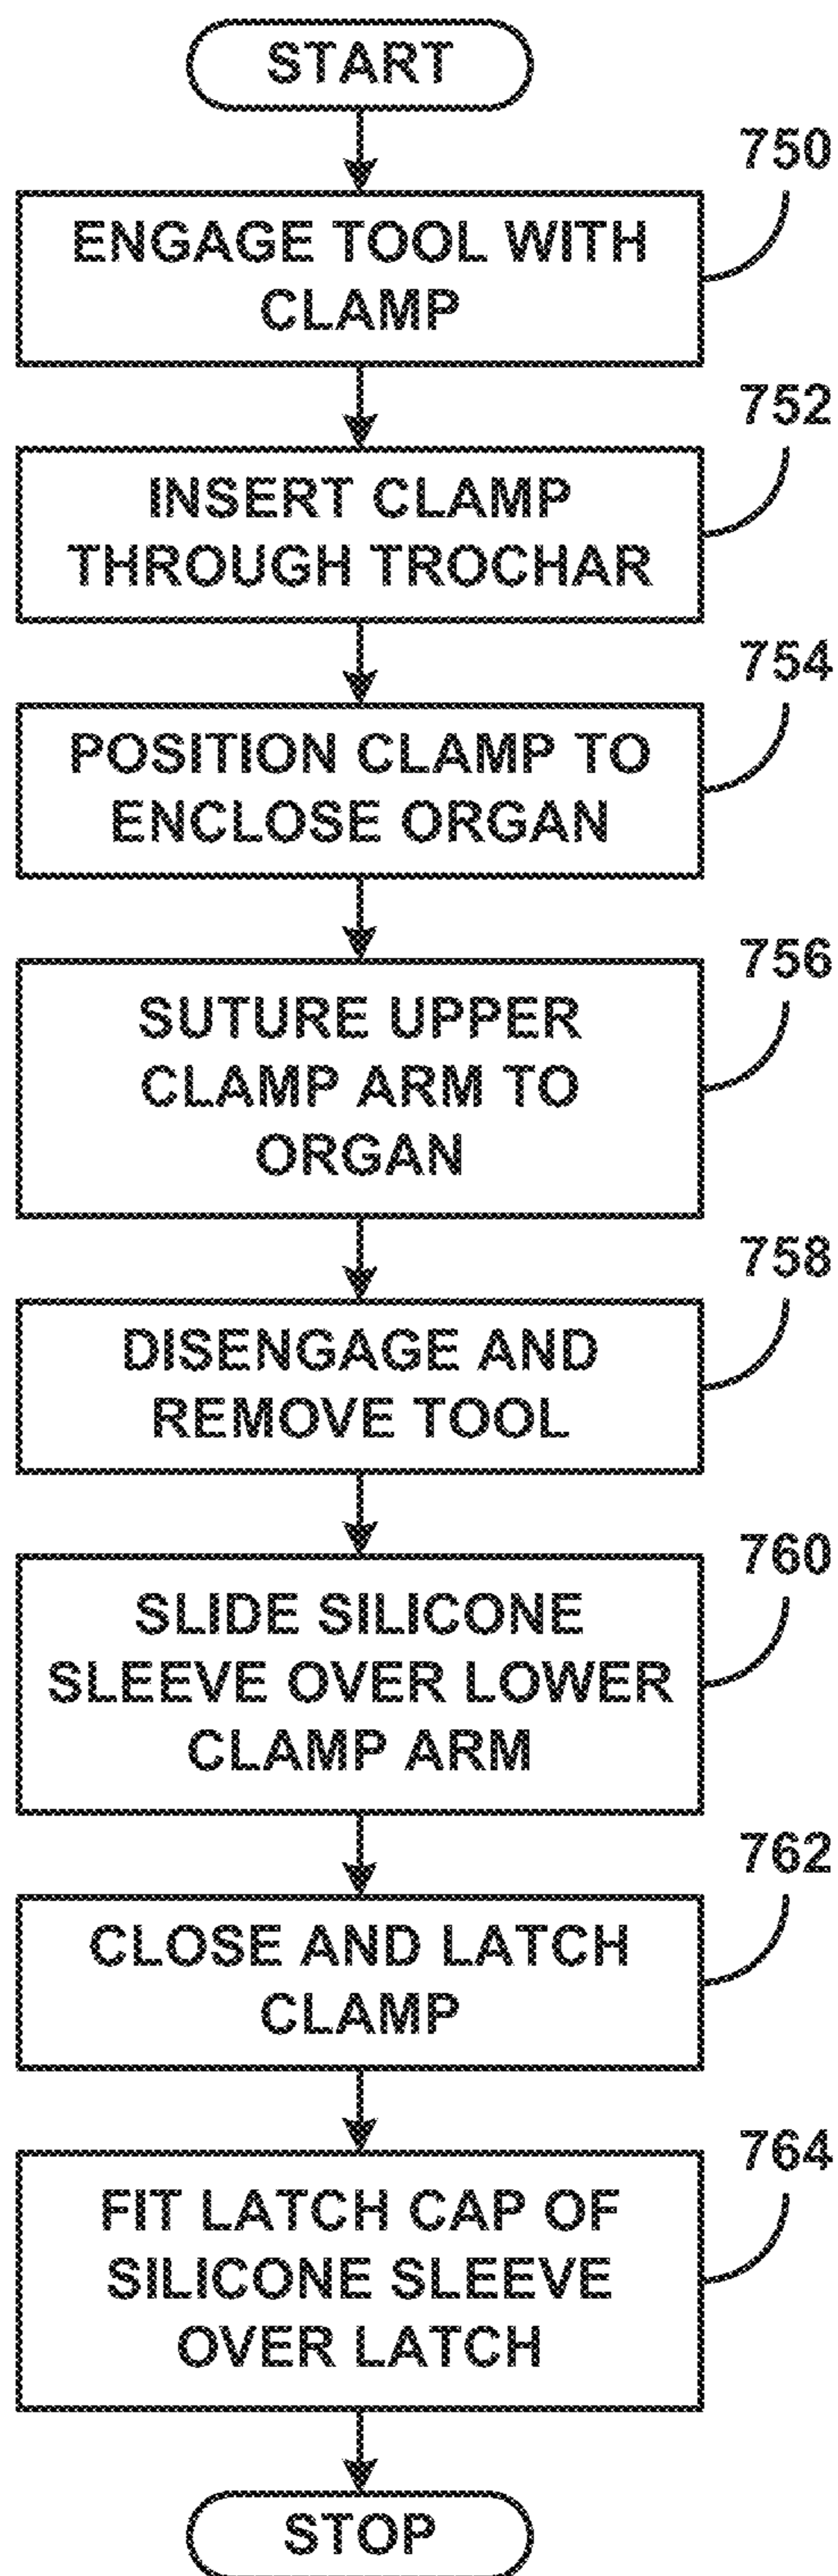 START
750
ENGAGE TOOL WITH
CLAMP
752
INSERT CLAMP
THROUGH TROCHAR
754
POSITION CLAMP TO
ENCLOSE ORGAN
756
SUTURE UPPER
CLAMP ARM TO
ORGAN
758
DISENGAGE AND
REMOVE TOOL
760
SLIDE SILICONE
SLEEVE OVER LOWER
CLAMP ARM
762
CLOSE AND LATCH
CLAMP
764
FIT LATCH CAP OF
SILICONE SLEEVE
OVER LATCH
STOP